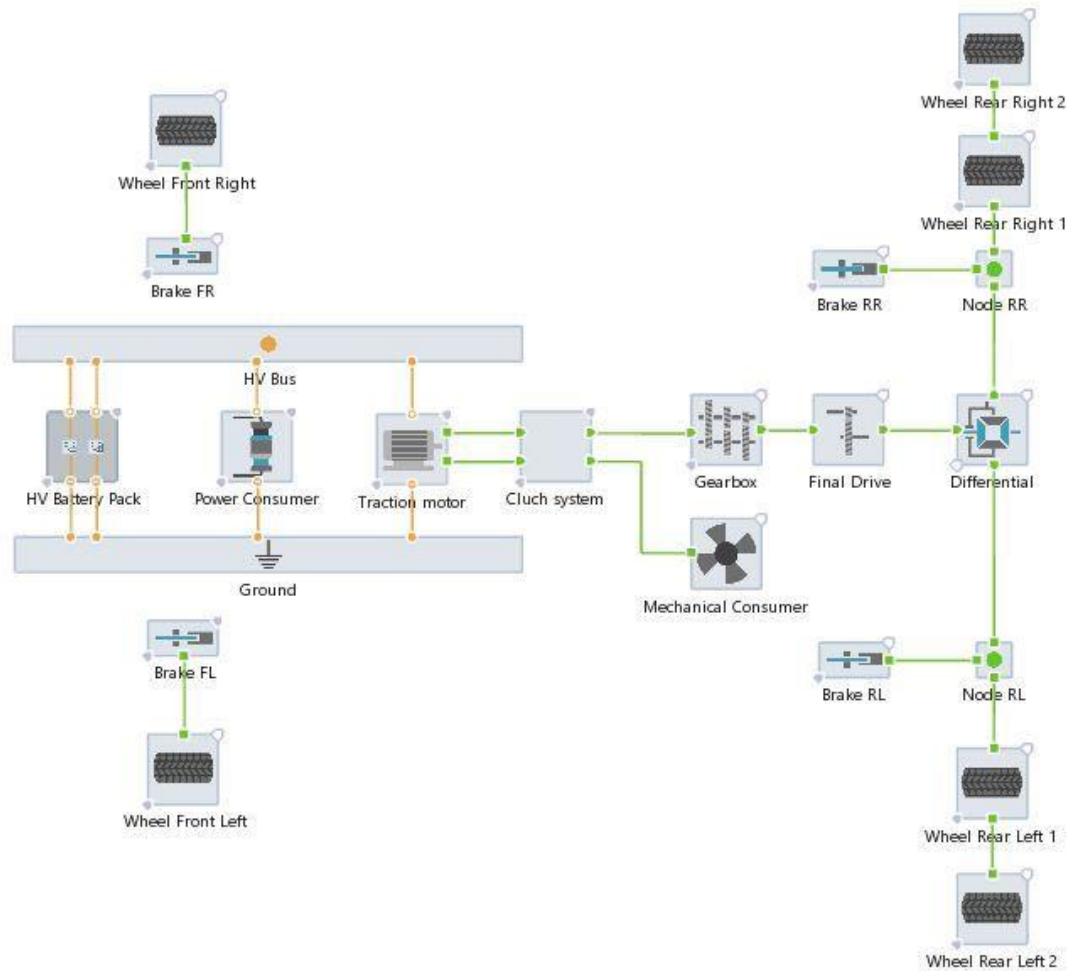 Wheel Rear Right 2
Wheel Front Right
Wheel Rear Right 1
Brake FR
Brake RR
Node RR
HV Bus
HV Battery Pack
Power Consumer
Traction motor
Cluch system
Gearbox
Final Drive
Differential
Ground
Mechanical Consumer
Brake FL
Brake RL
Node RL
Wheel Front Left
Wheel Rear Left 1
Wheel Rear Left 2